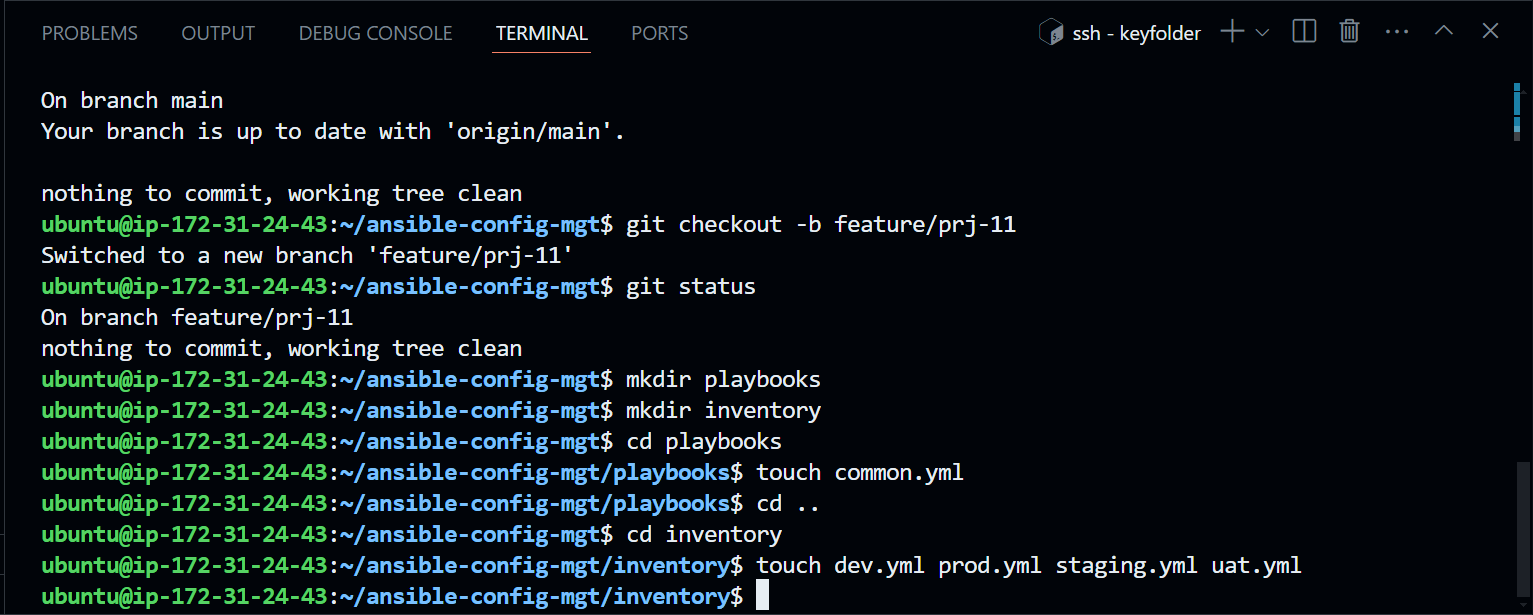 PROBLEMS OUTPUT DEBUG CONSOLE TERMINAL PORTS ssh - keyfolder
On branch main
Your branch is up to date with 'origin/main'.
nothing to commit, working tree clean
ubuntu@ip-172-31-24-43:~/ansible-config-mgt$ git checkout -b feature/prj-11
Switched to a new branch 'feature/prj-11'
ubuntu@ip-172-31-24-43:~/ansible-config-mgt$ git status
On branch feature/prj-11
nothing to commit, working tree clean
ubuntu@ip-172-31-24-43:~/ansible-config-mgt$ mkdir playbooks
ubuntu@ip-172-31-24-43:~/ansible-config-mgt$ mkdir inventory
ubuntu@ip-172-31-24-43:~/ansible-config-mgt$ cd playbooks
ubuntu@ip-172-31-24-43:~/ansible-config-mgt/playbooks$ touch common.yml
ubuntu@ip-172-31-24-43:~/ansible-config-mgt/playbooks$ cd ..
ubuntu@ip-172-31-24-43:~/ansible-config-mgt$ cd inventory
ubuntu@ip-172-31-24-43:~/ansible-config-mgt/inventory$ touch dev.yml prod.yml staging.yml uat.yml
ubuntu@ip-172-31-24-43:~/ansible-config-mgt/inventory$